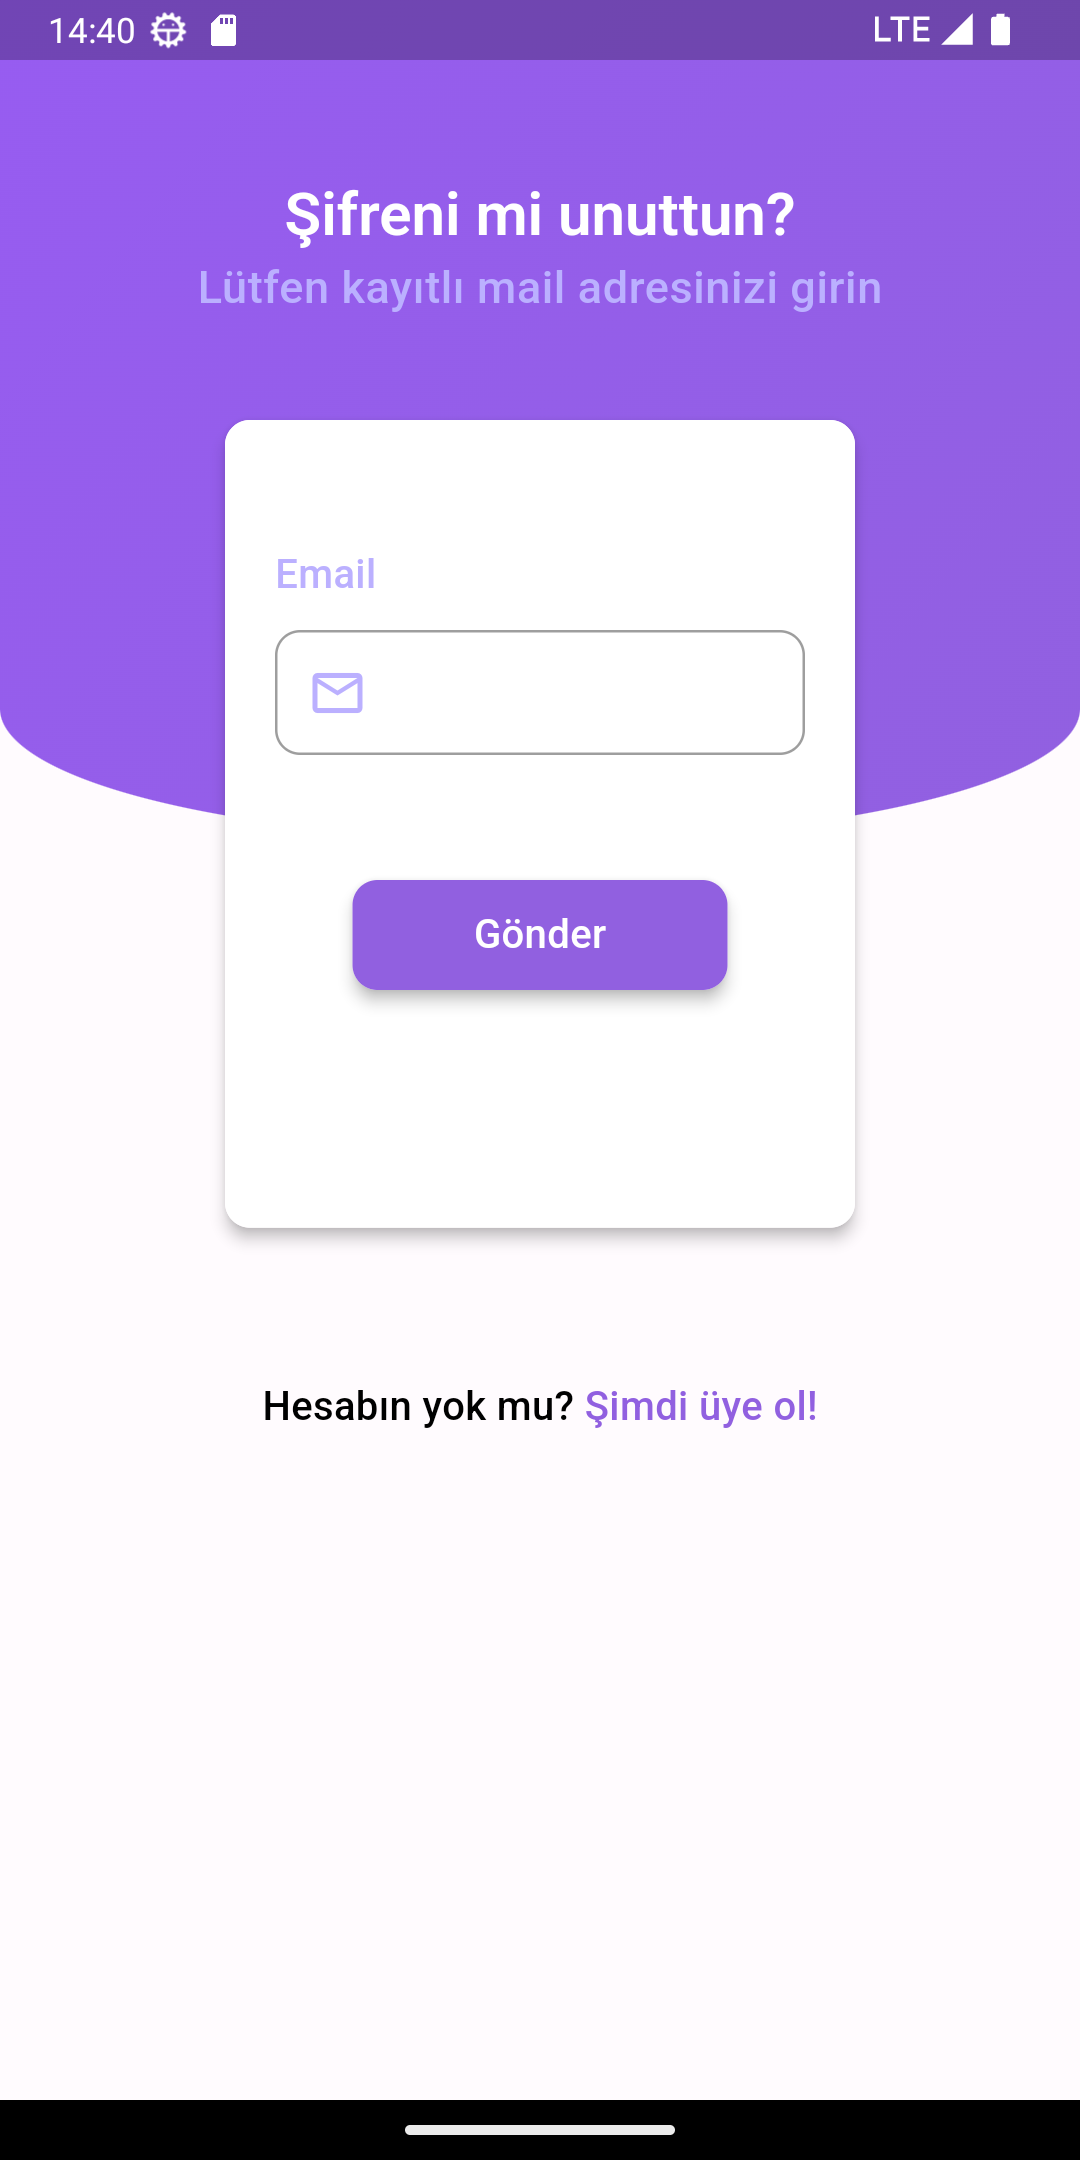 14:40 LTE
Şifreni mi unuttun?
Lütfen kayıtlı mail adresinizi girin
Email
Gönder
Hesabın yok mu? Şimdi üye ol!